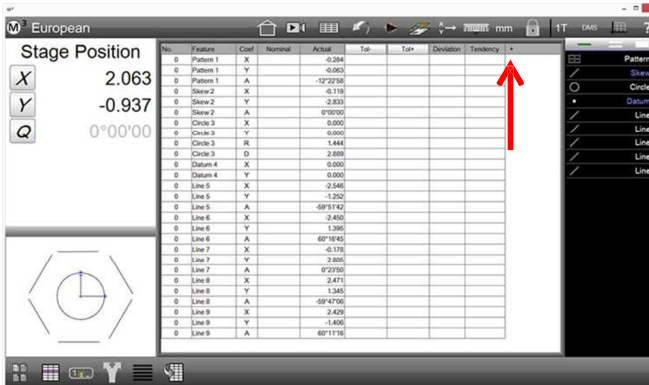 M³ European mm 1T DMS ?
Stage Position
X 2.063
Y -0.937
Q 0°00'00
No. Feature Coef Nominal Actual Tol- Tol+ Deviation Tendency +
0 Pattern 1 X -0.284
0 Pattern 1 Y -0.063
0 Pattern 1 A -12°22'58
0 Skew 2 X -0.119
0 Skew 2 Y -2.833
0 Skew 2 A 0°00'00
0 Circle 3 X 0.000
0 Circle 3 Y 0.000
0 Circle 3 R 1.444
0 Circle 3 D 2.889
0 Datum 4 X 0.000
0 Datum 4 Y 0.000
0 Line 5 X -2.546
0 Line 5 Y -1.252
0 Line 5 A -59°51'42
0 Line 6 X -2.450
0 Line 6 Y 1.395
0 Line 6 A 60°16'45
0 Line 7 X -0.178
0 Line 7 Y 2.805
0 Line 7 A 0°23'50
0 Line 8 X 2.471
0 Line 8 Y 1.345
0 Line 8 A -59°47'06
0 Line 9 X 2.429
0 Line 9 Y -1.406
0 Line 9 A 60°11'16
Pattern
Skew
Circle
Datum
Line
Line
Line
Line
Line